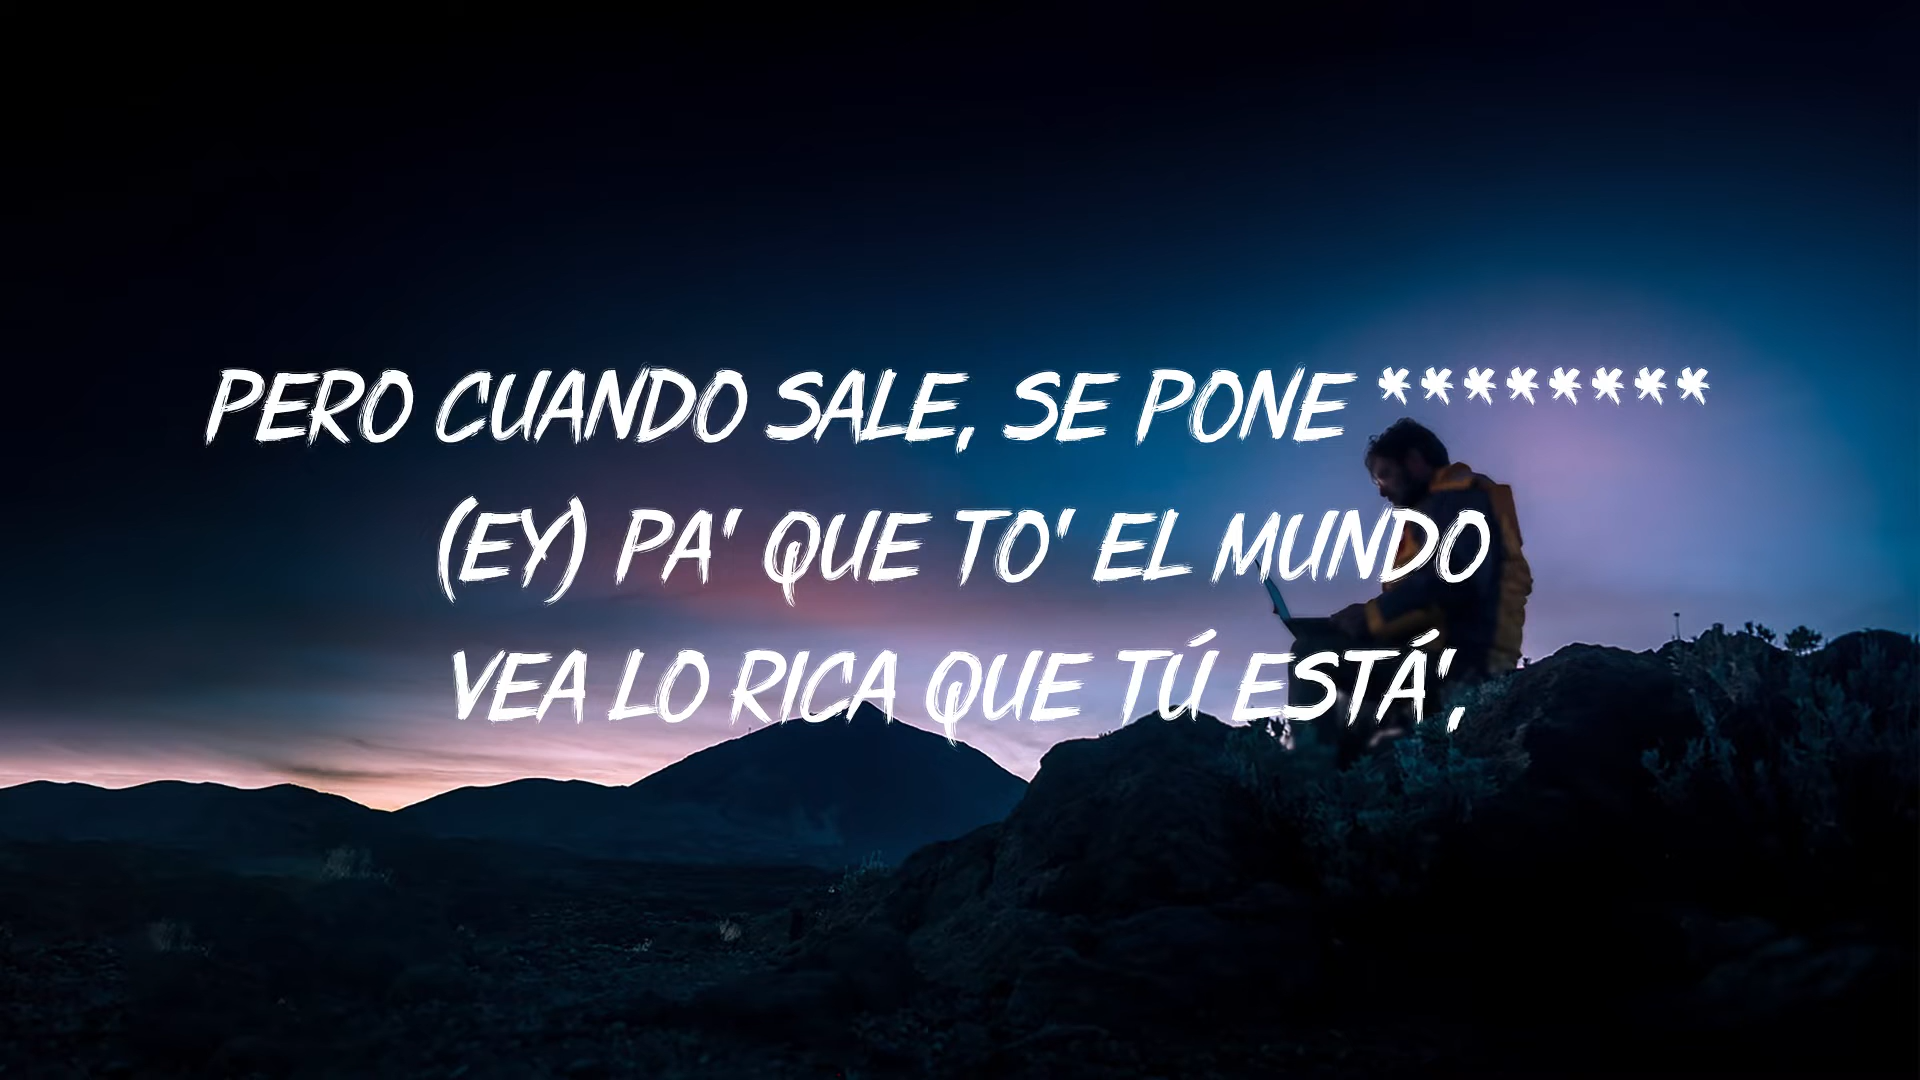 PERO CUANDO SALE, SE PONE ********
(EY) PA' QUE TO' EL MUNDO
VEA LO RICA QUE TÚ ESTÁ',